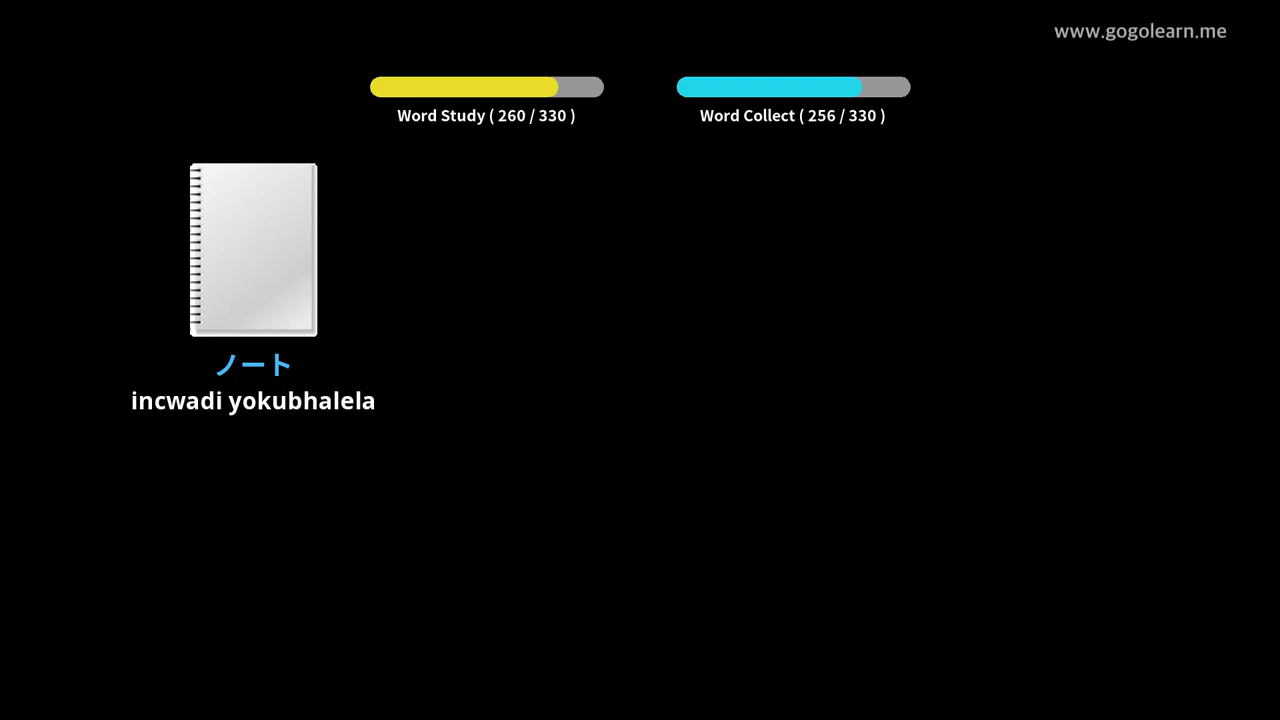 www.gogolearn.me
Word Study ( 260 / 330 )
Word Collect ( 256 / 330 )
ノート
incwadi yokubhalela